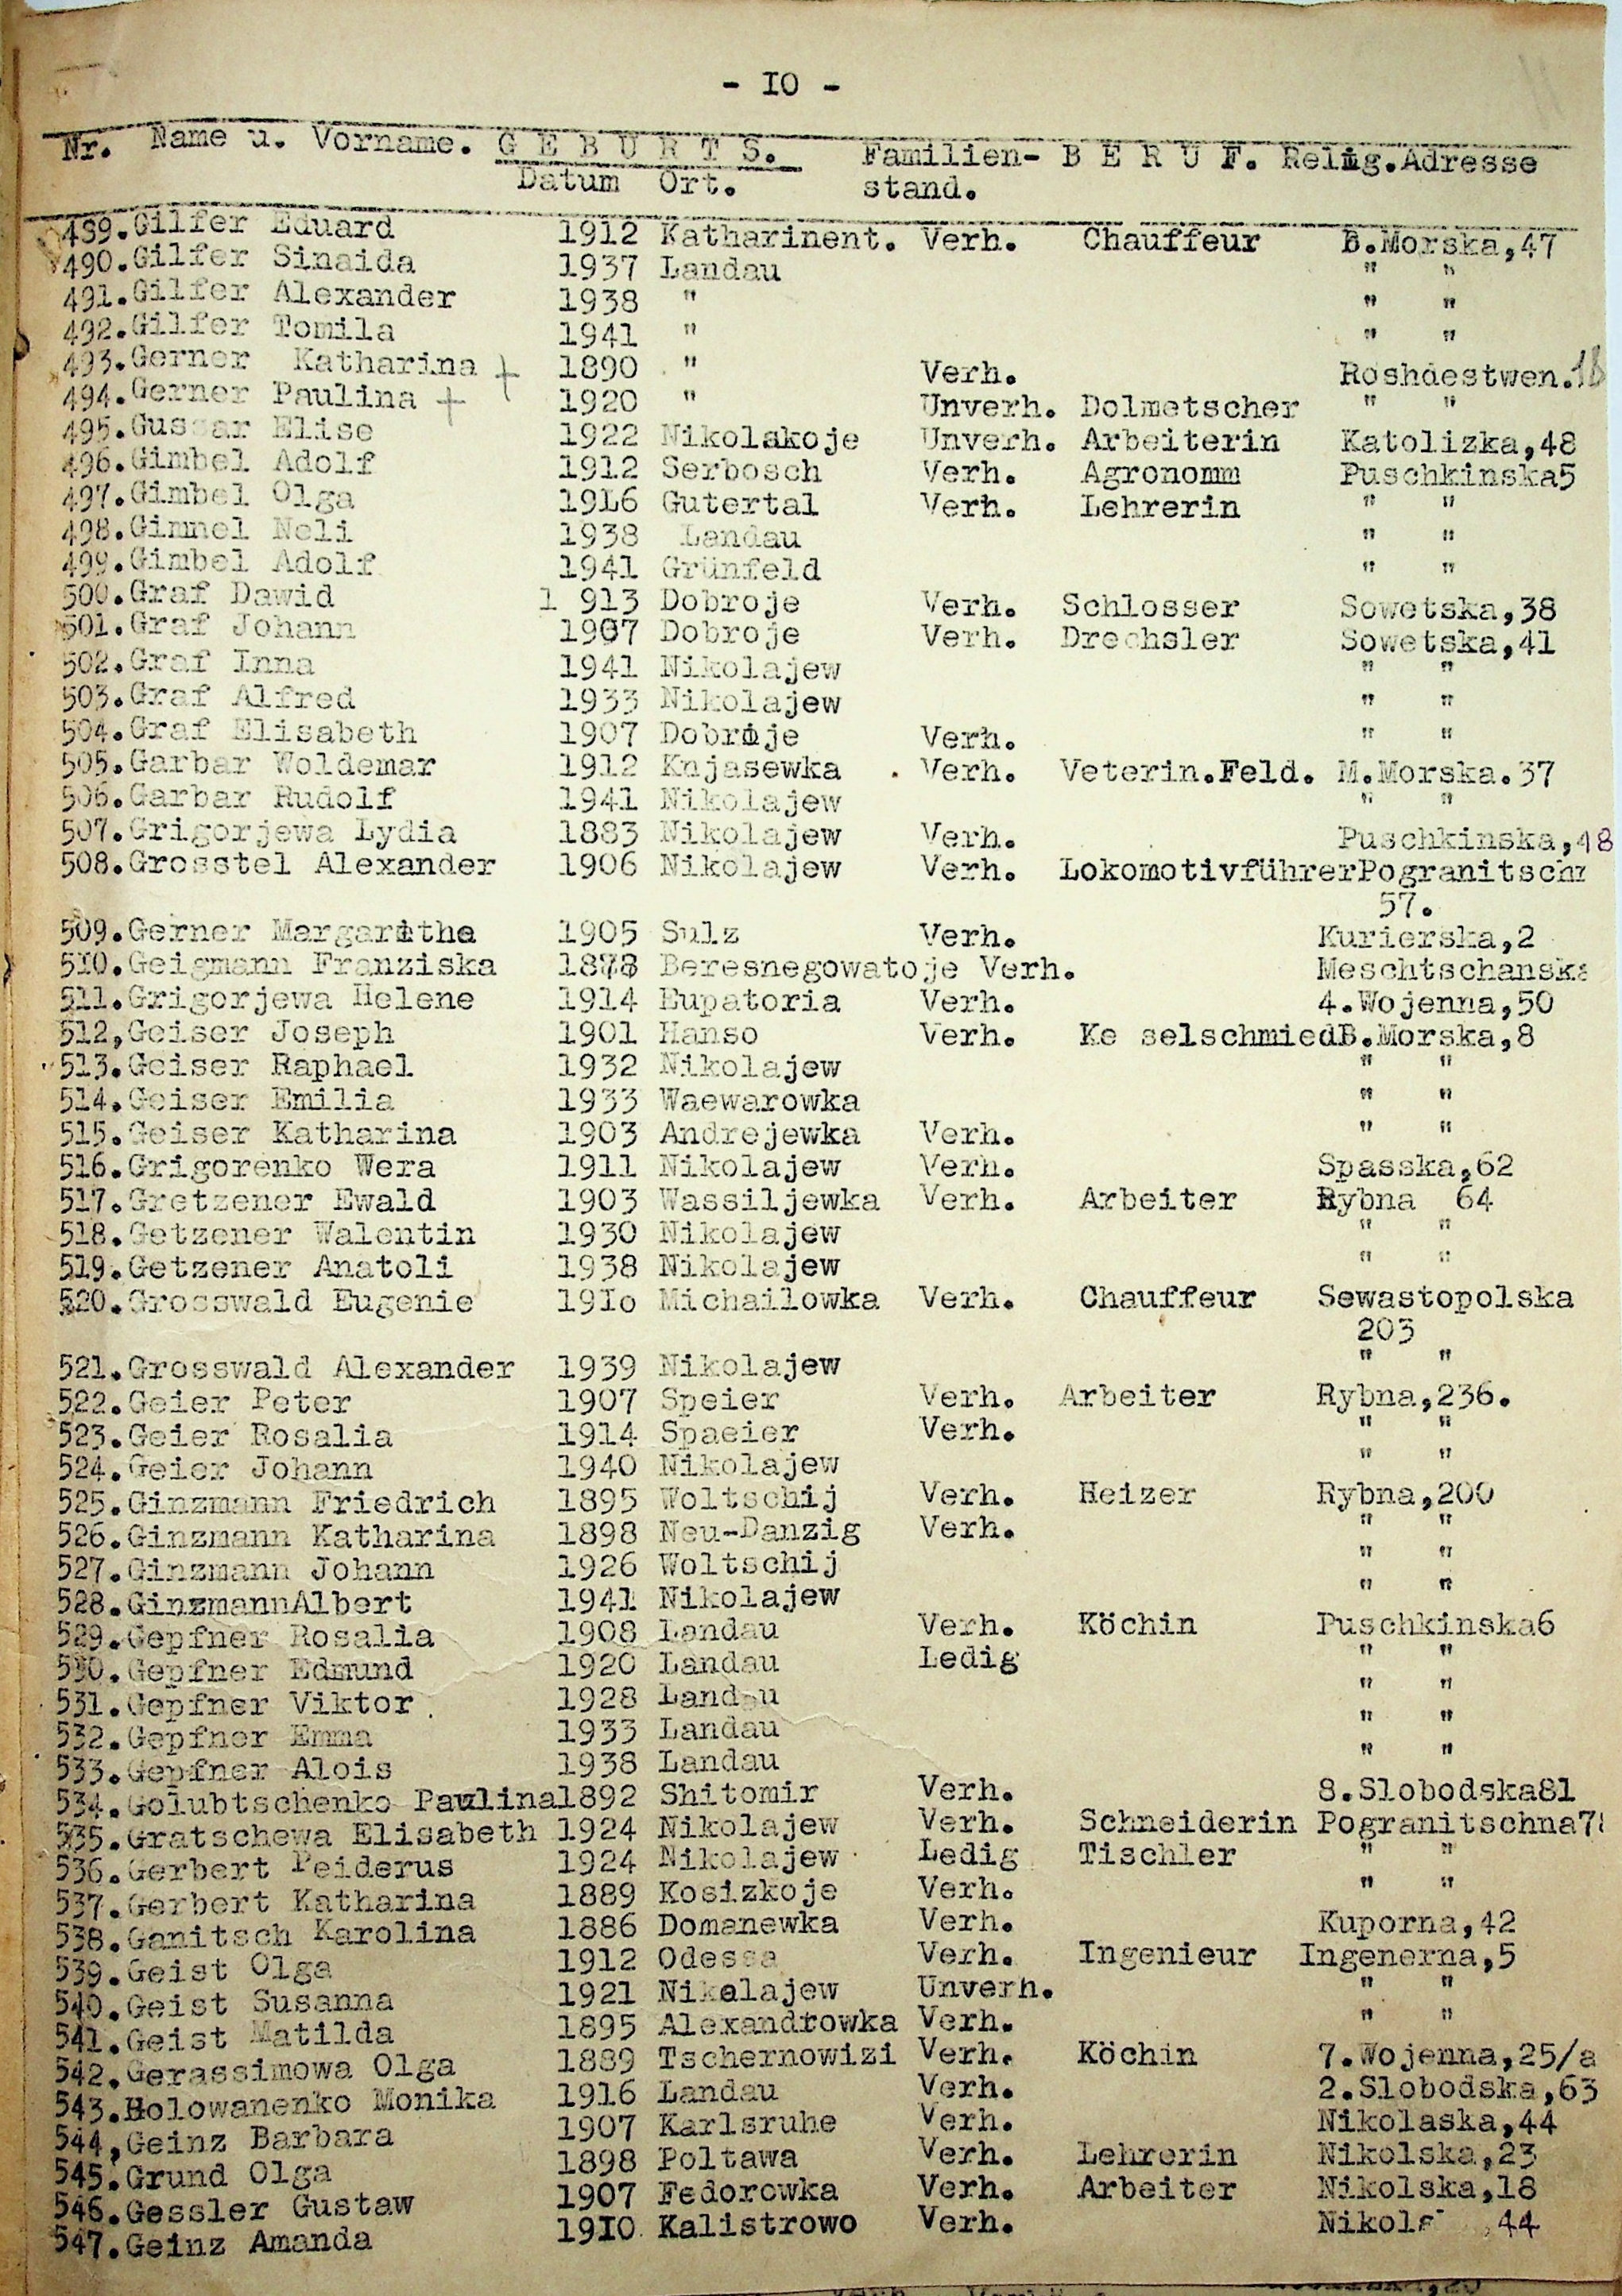 - IO -
Nr. Name u. Vorname. G E B U R T S. Familien- B E R U F. Relig. Adresse
Datum Ort. stand.
489. Gilfer Eduard 1912 Katharinent. Verh. Chauffeur B.Morska,47
490. Gilfer Sinaida 1937 Landau " "
491. Gilfer Alexander 1938 " " "
492. Gilfer Tomila 1941 " " "
493. Gerner Katharina + 1890 " Verh. Roshdestwen.
494. Gerner Paulina + 1920 " Unverh. Dolmetscher " "
495. Gussar Elise 1922 Nikolakoje Unverh. Arbeiterin Katolizka,48
496. Gimbel Adolf 1912 Serbosch Verh. Agronomm Puschkinska5
497. Gimbel Olga 19L6 Gutertal Verh. Lehrerin " "
498. Gimmel Neli 1938 Landau " "
499. Gimbel Adolf 1941 Grünfeld " "
500. Graf Dawid 1 913 Dobroje Verh. Schlosser Sowetska,38
501. Graf Johann 1907 Dobroje Verh. Drechsler Sowetska,41
502. Graf Inna 1941 Nikolajew " "
503. Graf Alfred 1933 Nikolajew " "
504. Graf Elisabeth 1907 Dobroje Verh. " "
505. Garbar Woldemar 1912 Knjasewka . Verh. Veterin.Feld. M.Morska.37
506. Garbar Rudolf 1941 Nikolajew " "
507. Grigorjewa Lydia 1883 Nikolajew Verh. Puschkinska,48
508. Grosstel Alexander 1906 Nikolajew Verh. LokomotivführerPogranitschn
57.
509. Gerner Margaritha 1905 Sulz Verh. Kurierska,2
5IO. Geigmann Franziska 1878 Beresnegowatoje Verh. Meschtschanska
511. Grigorjewa Helene 1914 Eupatoria Verh. 4.Wojenna,50
512, Geiser Joseph 1901 Hanso Verh. Ke selschmiedB.Morska,8
513. Geiser Raphael 1932 Nikolajew " "
514. Geiser Emilia 1933 Waewarowka " "
515. Geiser Katharina 1903 Andrejewka Verh. " "
516. Grigorenko Wera 1911 Nikolajew Verh. Spasska,62
517. Gretzener Ewald 1903 Wassiljewka Verh. Arbeiter Rybna 64
518. Getzener Walentin 1930 Nikolajew " "
519. Getzener Anatoli 1938 Nikolajew " "
520. Grosswald Eugenie 19Io Michailowka Verh. Chauffeur Sewastopolska
203
521. Grosswald Alexander 1939 Nikolajew " "
522. Geier Peter 1907 Speier Verh. Arbeiter Rybna,236.
523. Geier Rosalia 1914 Spaeier Verh. " "
524. Geier Johann 1940 Nikolajew " "
525. Ginzmann Friedrich 1895 Woltschij Verh. Heizer Rybna,200
526. Ginzmann Katharina 1898 Neu-Danzig Verh. " "
527. Ginzmann Johann 1926 Woltschij " "
528. GinzmannAlbert 1941 Nikolajew " "
529. Gepfner Rosalia 1908 Landau Verh. Köchin Puschkinska6
530. Gepfner Edmund 1920 Landau Ledig " "
531. Gepfner Viktor 1928 Landau " "
532. Gepfner Emma 1933 Landau " "
533. Gepfner Alois 1938 Landau " "
534. Golubtschenko Paulina1892 Shitomir Verh. 8.Slobodska81
535. Gratschewa Elisabeth 1924 Nikolajew Verh. Schneiderin Pogranitschna78
536. Gerbert Peiderus 1924 Nikolajew Ledig Tischler " "
537. Gerbert Katharina 1889 Kosizkoje Verh. " "
538. Ganitsch Karolina 1886 Domanewka Verh. Kuporna,42
539. Geist Olga 1912 Odessa Verh. Ingenieur Ingenerna,5
540. Geist Susanna 1921 Nikolajew Unverh. " "
541. Geist Matilda 1895 Alexandrowka Verh. " "
542. Gerassimowa Olga 1889 Tschernowizi Verh. Köchin 7.Wojenna,25/a
543. Holowanenko Monika 1916 Landau Verh. 2.Slobodska,63
544, Geinz Barbara 1907 Karlsruhe Verh. Nikolaska,44
545. Grund Olga 1898 Poltawa Verh. Lehrerin Nikolska,23
546. Gessler Gustaw 1907 Fedorowka Verh. Arbeiter Nikolska,18
547. Geinz Amanda 19IO Kalistrowo Verh. ,44